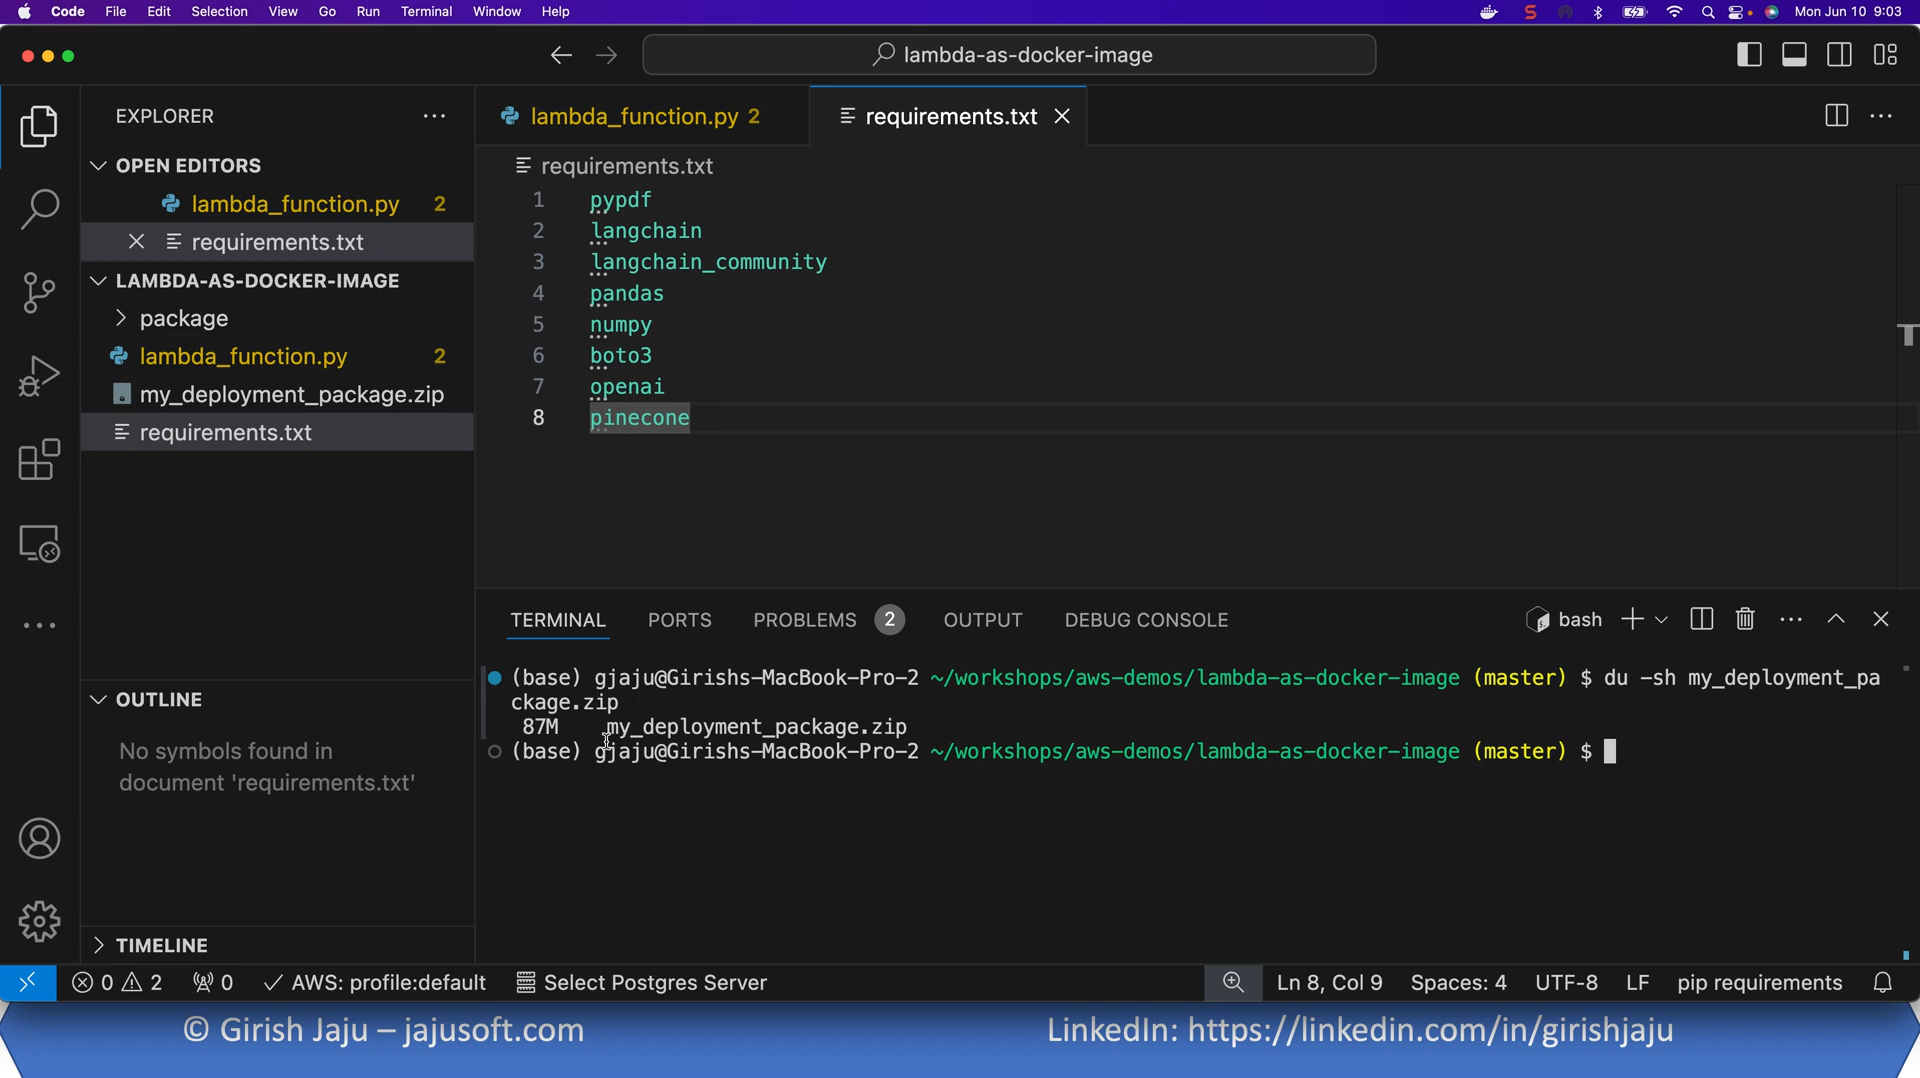 Code File Edit Selection View Go Run Terminal Window Help Mon Jun 10 9:03
lambda-as-docker-image
EXPLORER
OPEN EDITORS
lambda_function.py 2
requirements.txt
LAMBDA-AS-DOCKER-IMAGE
package
lambda_function.py 2
my_deployment_package.zip
requirements.txt
OUTLINE
No symbols found in
document 'requirements.txt'
TIMELINE
lambda_function.py 2
requirements.txt
requirements.txt
1 pypdf
2 langchain
3 langchain_community
4 pandas
5 numpy
6 boto3
7 openai
8 pinecone
TERMINAL PORTS PROBLEMS 2 OUTPUT DEBUG CONSOLE bash
(base) gjaju@Girishs-MacBook-Pro-2 ~/workshops/aws-demos/lambda-as-docker-image (master) $ du -sh my_deployment_pa
ckage.zip
87M my_deployment_package.zip
(base) gjaju@Girishs-MacBook-Pro-2 ~/workshops/aws-demos/lambda-as-docker-image (master) $
0 2 0 AWS: profile:default Select Postgres Server Ln 8, Col 9 Spaces: 4 UTF-8 LF pip requirements
© Girish Jaju – jajusoft.com
LinkedIn: https://linkedin.com/in/girishjaju